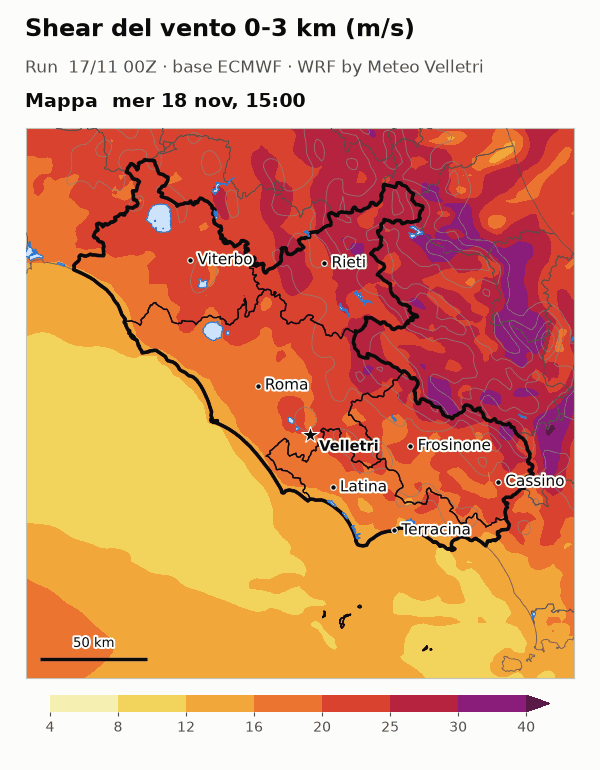 Shear del vento 0-3 km (m/s)
Run  17/11 00Z · base ECMWF · WRF by Meteo Velletri
Mappa  mer 18 nov, 15:00
Viterbo
Rieti
Roma
Velletri
Frosinone
Latina
Cassino
Terracina
50 km
4 8 12 16 20 25 30 40